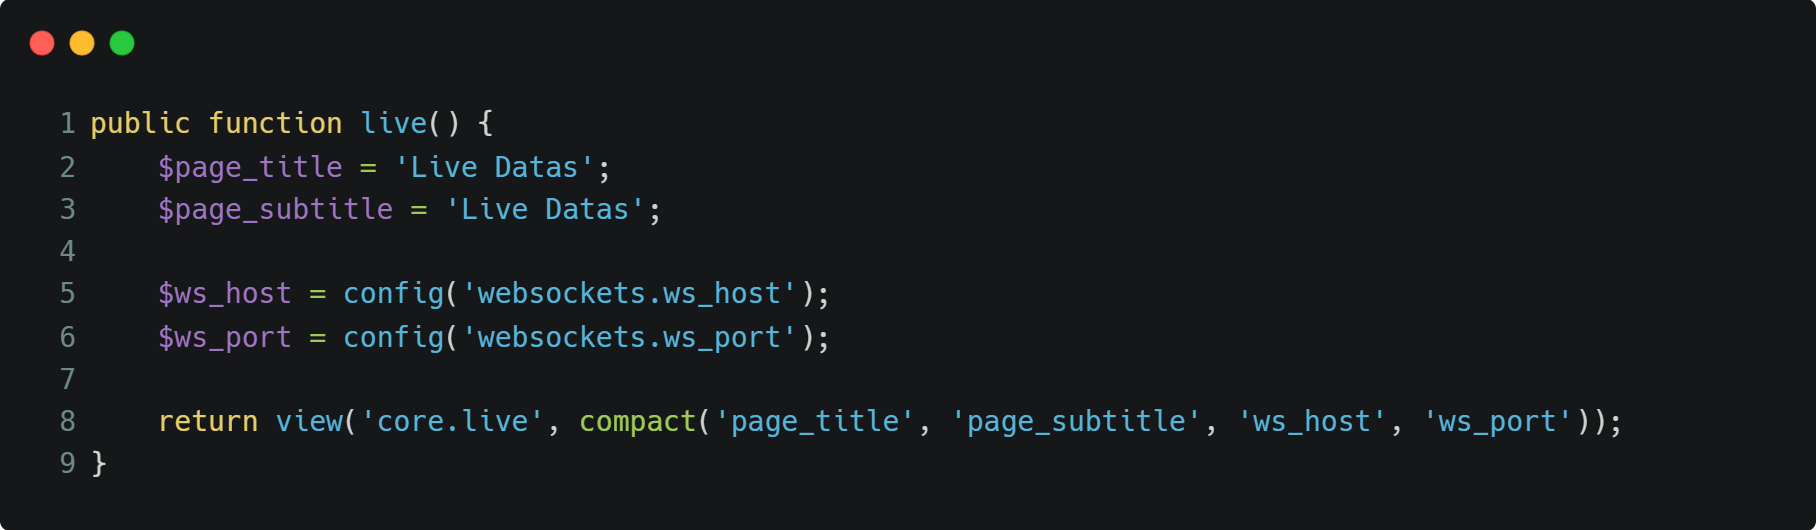 1 public function live() {
2     $page_title = 'Live Datas';
3     $page_subtitle = 'Live Datas';
4
5     $ws_host = config('websockets.ws_host');
6     $ws_port = config('websockets.ws_port');
7
8     return view('core.live', compact('page_title', 'page_subtitle', 'ws_host', 'ws_port'));
9 }